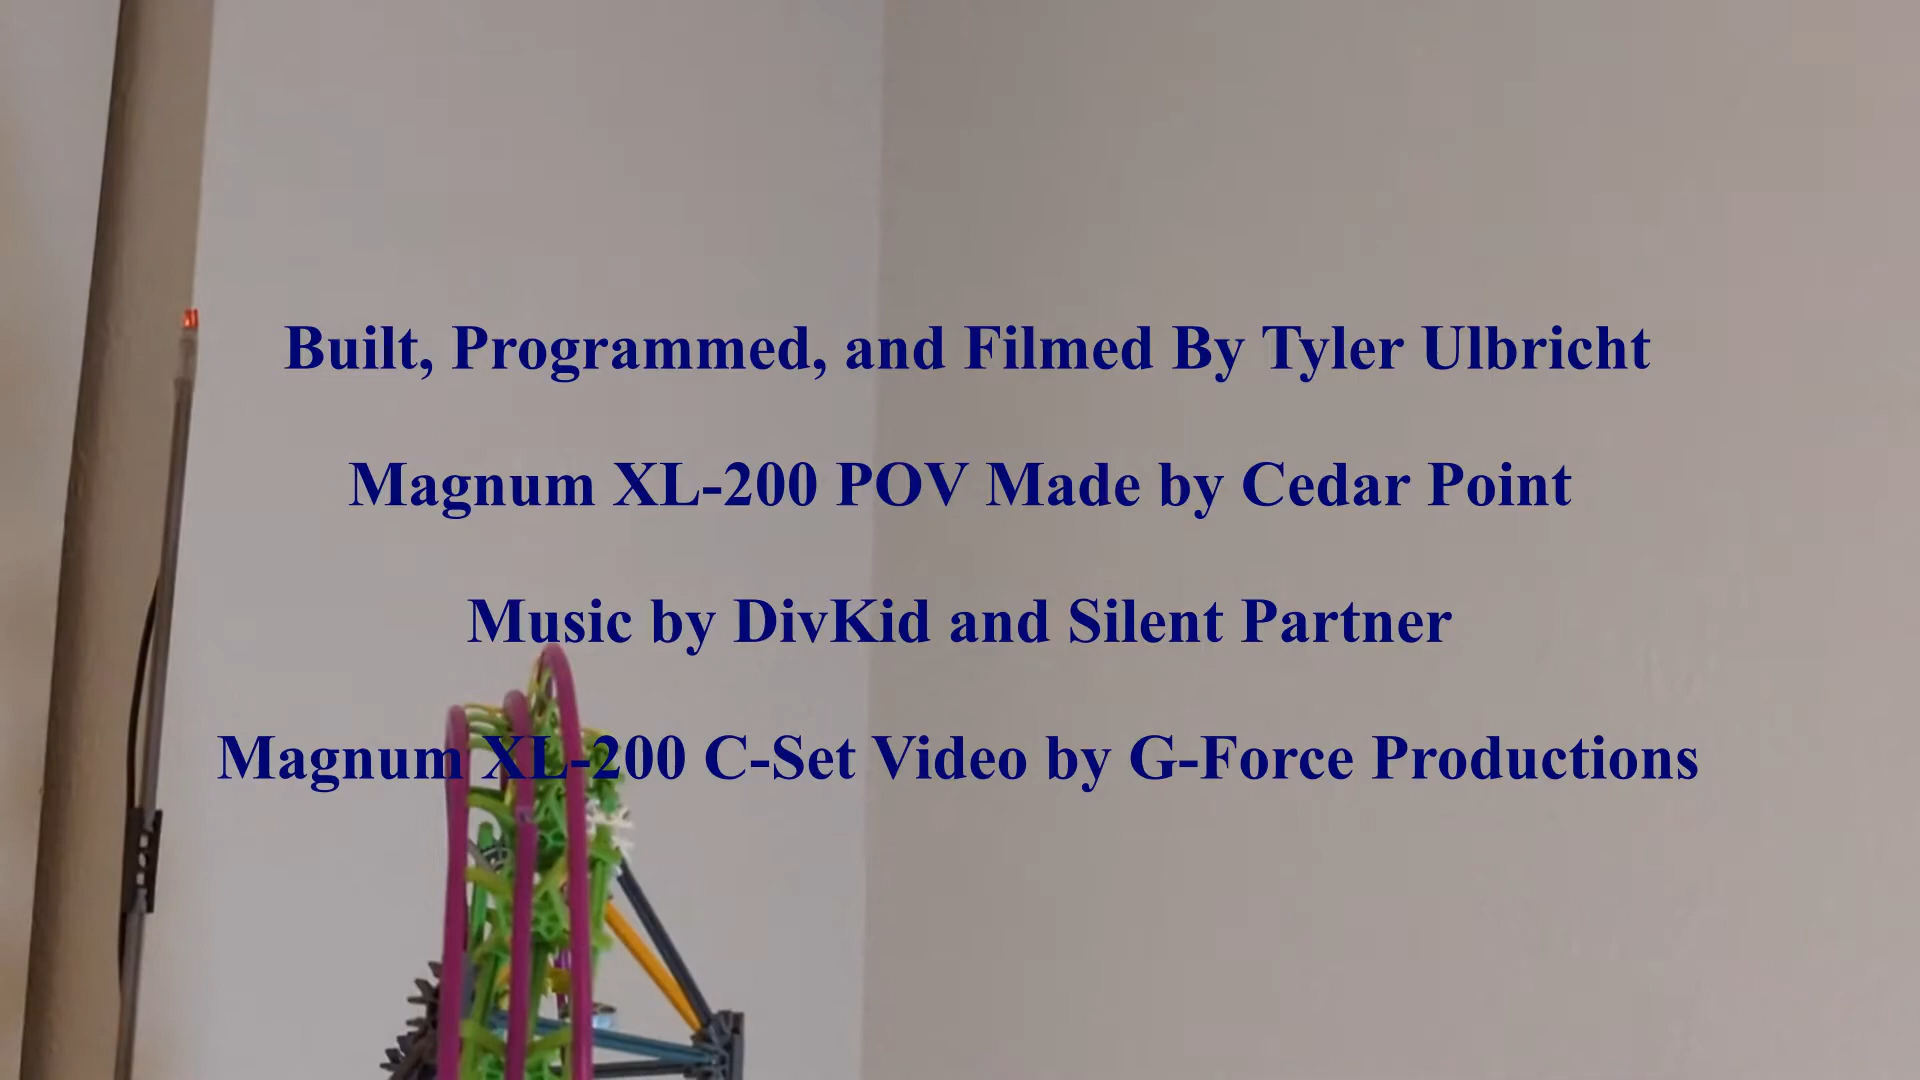 Built, Programmed, and Filmed By Tyler Ulbricht
Magnum XL-200 POV Made by Cedar Point
Music by DivKid and Silent Partner
Magnum XL-200 C-Set Video by G-Force Productions